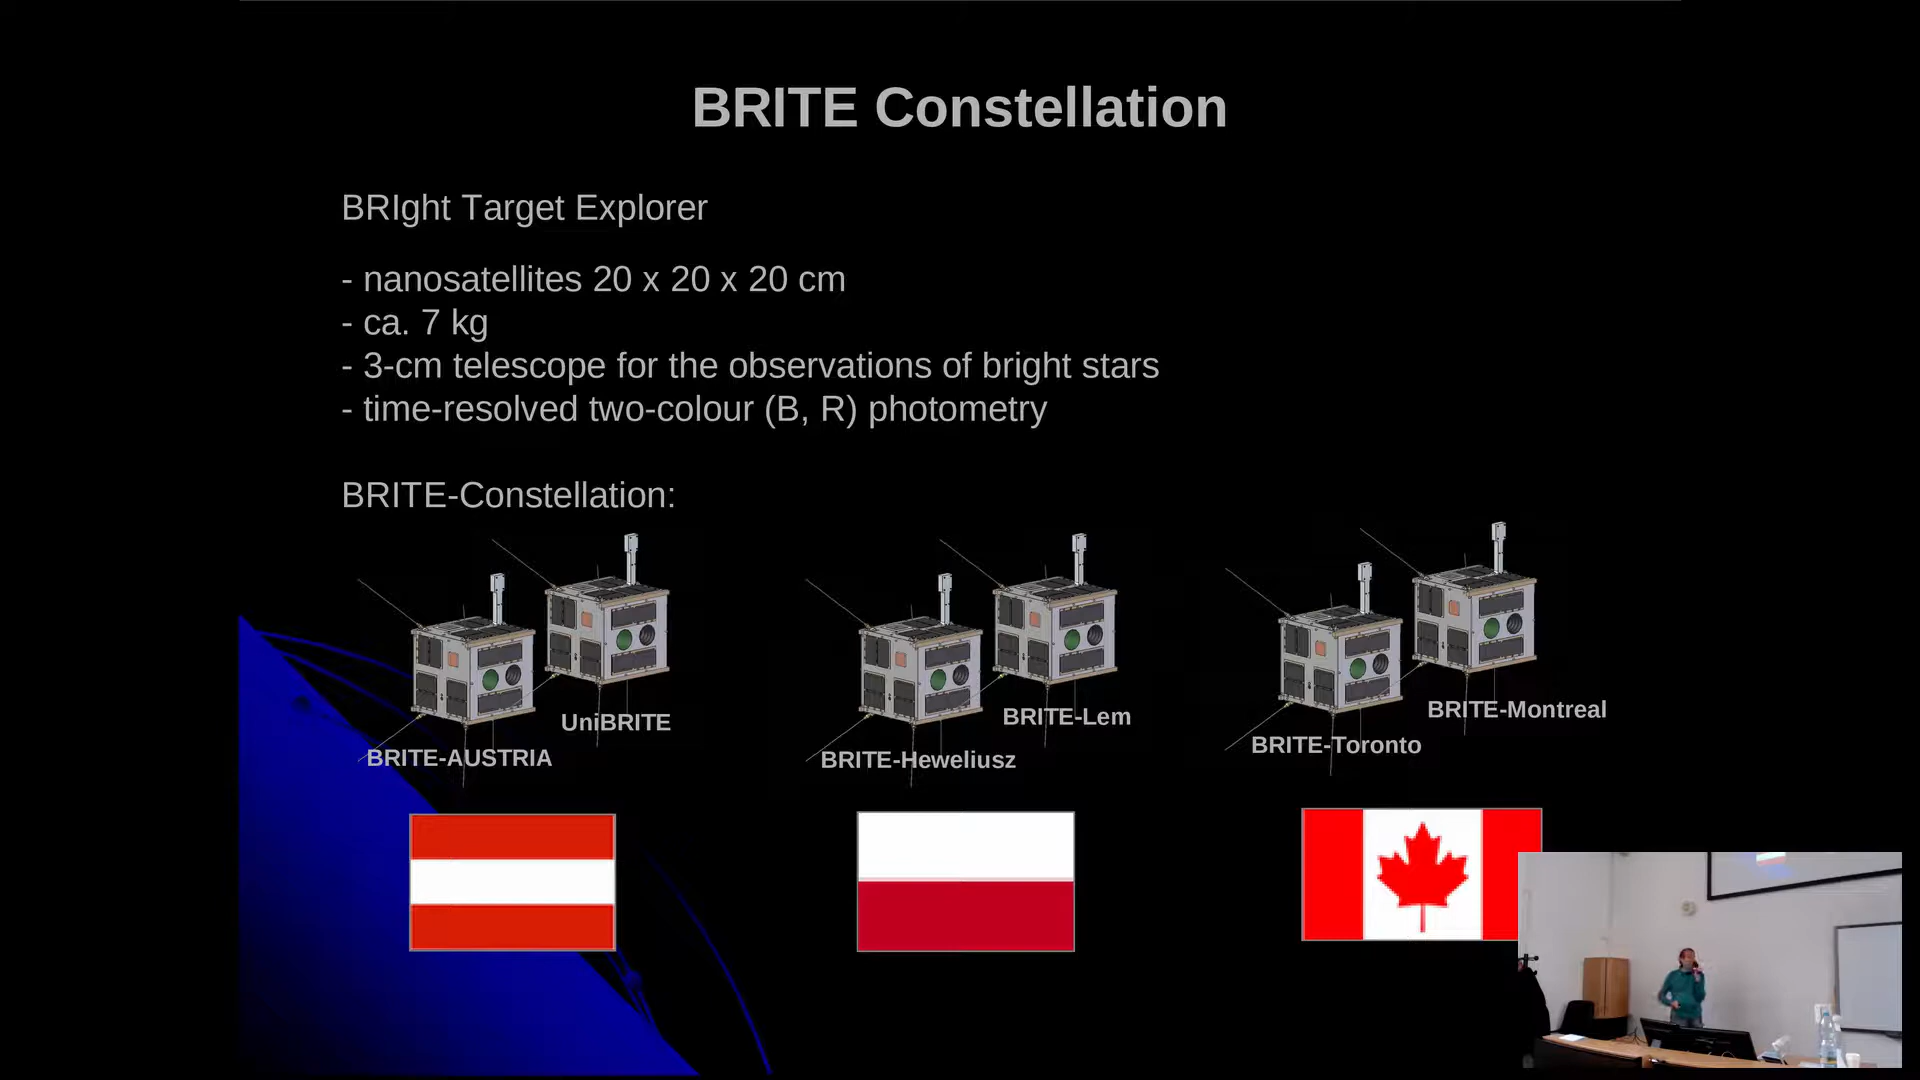 BRITE Constellation
BRIght Target Explorer
- nanosatellites 20 x 20 x 20 cm
- ca. 7 kg
- 3-cm telescope for the observations of bright stars
- time-resolved two-colour (B, R) photometry
BRITE-Constellation:
UniBRITE
BRITE-AUSTRIA
BRITE-Lem
BRITE-Heweliusz
BRITE-Montreal
BRITE-Toronto